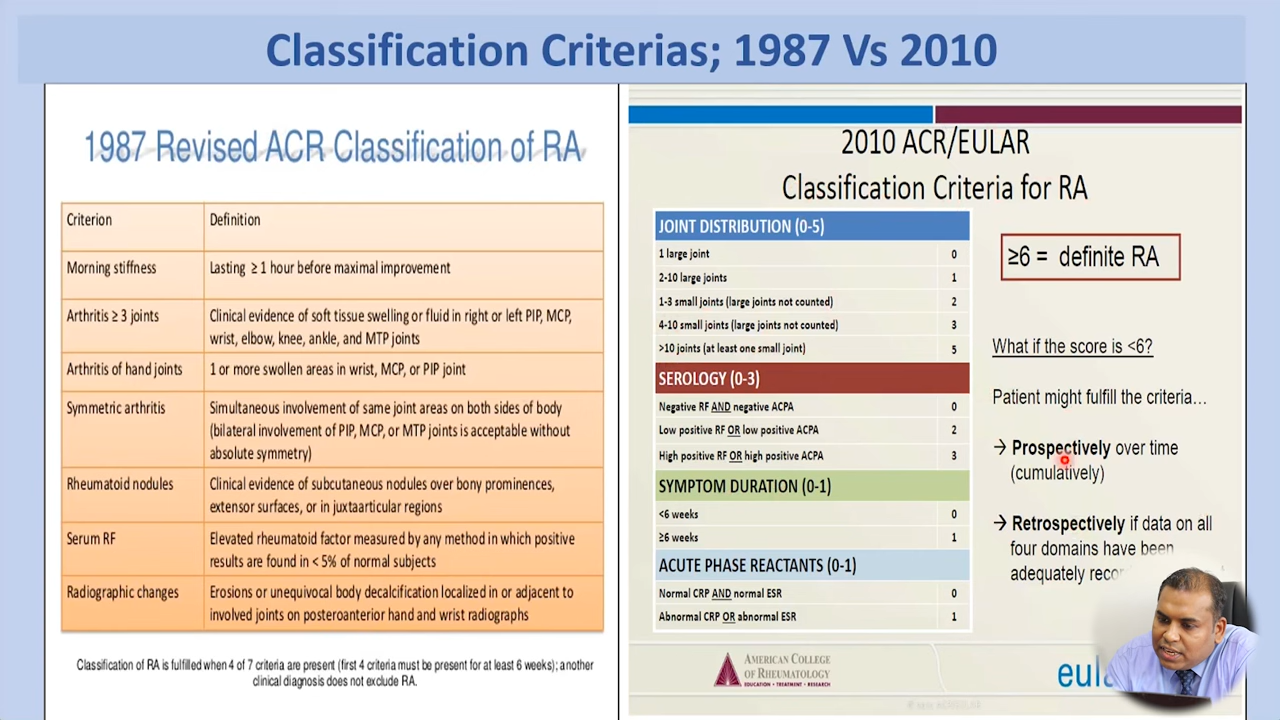 Classification Criterias; 1987 Vs 2010
1987 Revised ACR Classification of RA
Criterion
Definition
Morning stiffness
Lasting ≥ 1 hour before maximal improvement
Arthritis ≥ 3 joints
Clinical evidence of soft tissue swelling or fluid in right or left PIP, MCP,
wrist, elbow, knee, ankle, and MTP joints
Arthritis of hand joints
1 or more swollen areas in wrist, MCP, or PIP joint
Symmetric arthritis
Simultaneous involvement of same joint areas on both sides of body
(bilateral involvement of PIP, MCP, or MTP joints is acceptable without
absolute symmetry)
Rheumatoid nodules
Clinical evidence of subcutaneous nodules over bony prominences,
extensor surfaces, or in juxtaarticular regions
Serum RF
Elevated rheumatoid factor measured by any method in which positive
results are found in < 5% of normal subjects
Radiographic changes
Erosions or unequivocal body decalcification localized in or adjacent to
involved joints on posteroanterior hand and wrist radiographs
Classification of RA is fulfilled when 4 of 7 criteria are present (first 4 criteria must be present for at least 6 weeks); another
clinical diagnosis does not exclude RA.
2010 ACR/EULAR
Classification Criteria for RA
JOINT DISTRIBUTION (0-5)
1 large joint 0
2-10 large joints 1
1-3 small joints (large joints not counted) 2
4-10 small joints (large joints not counted) 3
>10 joints (at least one small joint) 5
SEROLOGY (0-3)
Negative RF AND negative ACPA 0
Low positive RF OR low positive ACPA 2
High positive RF OR high positive ACPA 3
SYMPTOM DURATION (0-1)
<6 weeks 0
≥6 weeks 1
ACUTE PHASE REACTANTS (0-1)
Normal CRP AND normal ESR 0
Abnormal CRP OR abnormal ESR 1
≥6 = definite RA
What if the score is <6?
Patient might fulfill the criteria…
→ Prospectively over time
(cumulatively)
→ Retrospectively if data on all
four domains have been
adequately
AMERICAN COLLEGE
OF RHEUMATOLOGY
EDUCATION • TREATMENT • RESEARCH